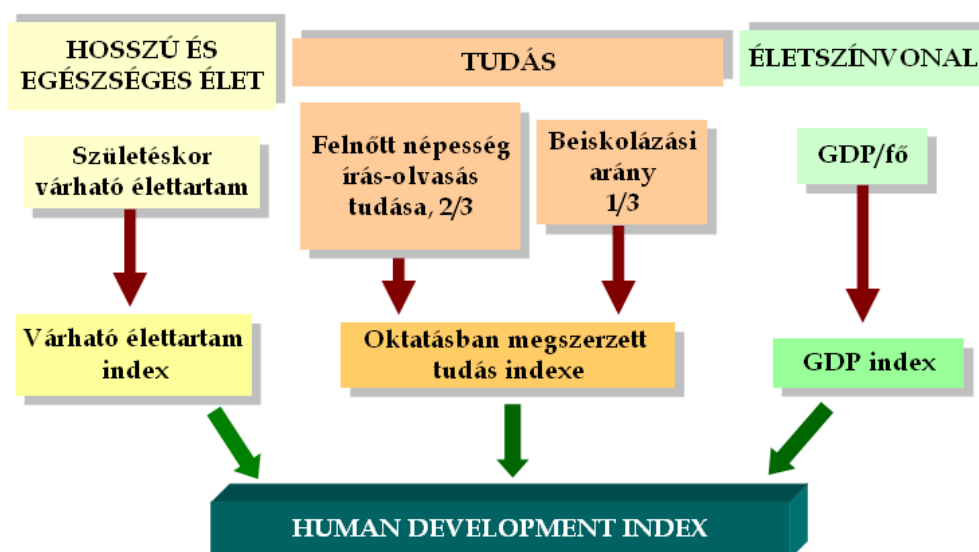 HOSSZÚ ÉS
EGÉSZSÉGES ÉLET
TUDÁS
ÉLETSZÍNVONAL
Születéskor
várható élettartam
Felnőtt népesség
írás-olvasás
tudása, 2/3
Beiskolázási
arány
1/3
GDP/fő
Várható élettartam
index
Oktatásban megszerzett
tudás indexe
GDP index
HUMAN DEVELOPMENT INDEX